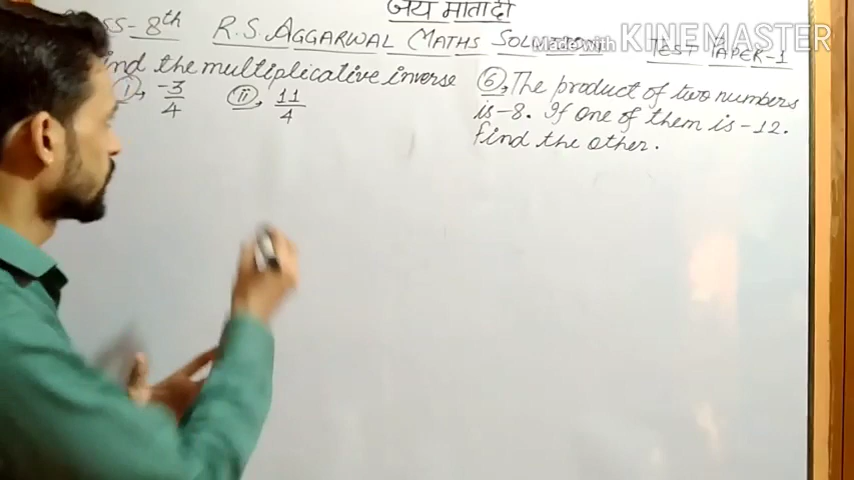 जय माता दी
SS-8th R.S. AGGARWAL MATHS SOLUTION TEST PAPER-1
Made with KINEMASTER
ind the multiplicative inverse
(i), -3/4 (ii), 11/4
(6), The product of two numbers
is -8. If one of them is -12.
Find the other.